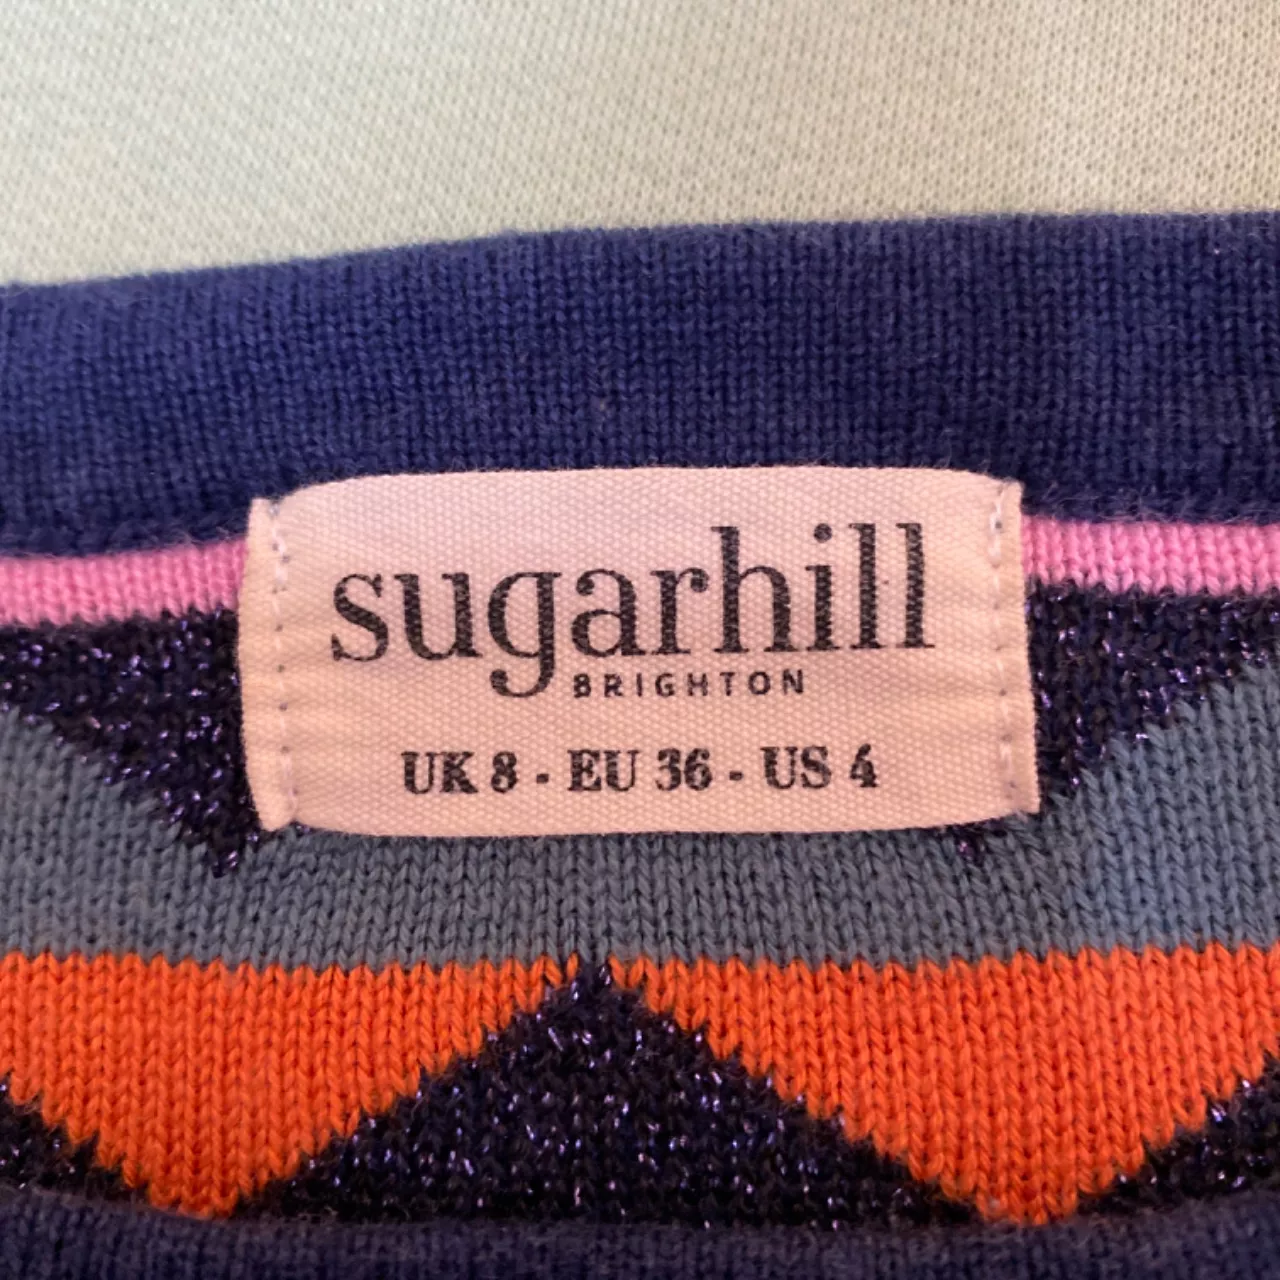 sugarhill
BRIGHTON
UK 8 - EU 36 - US 4